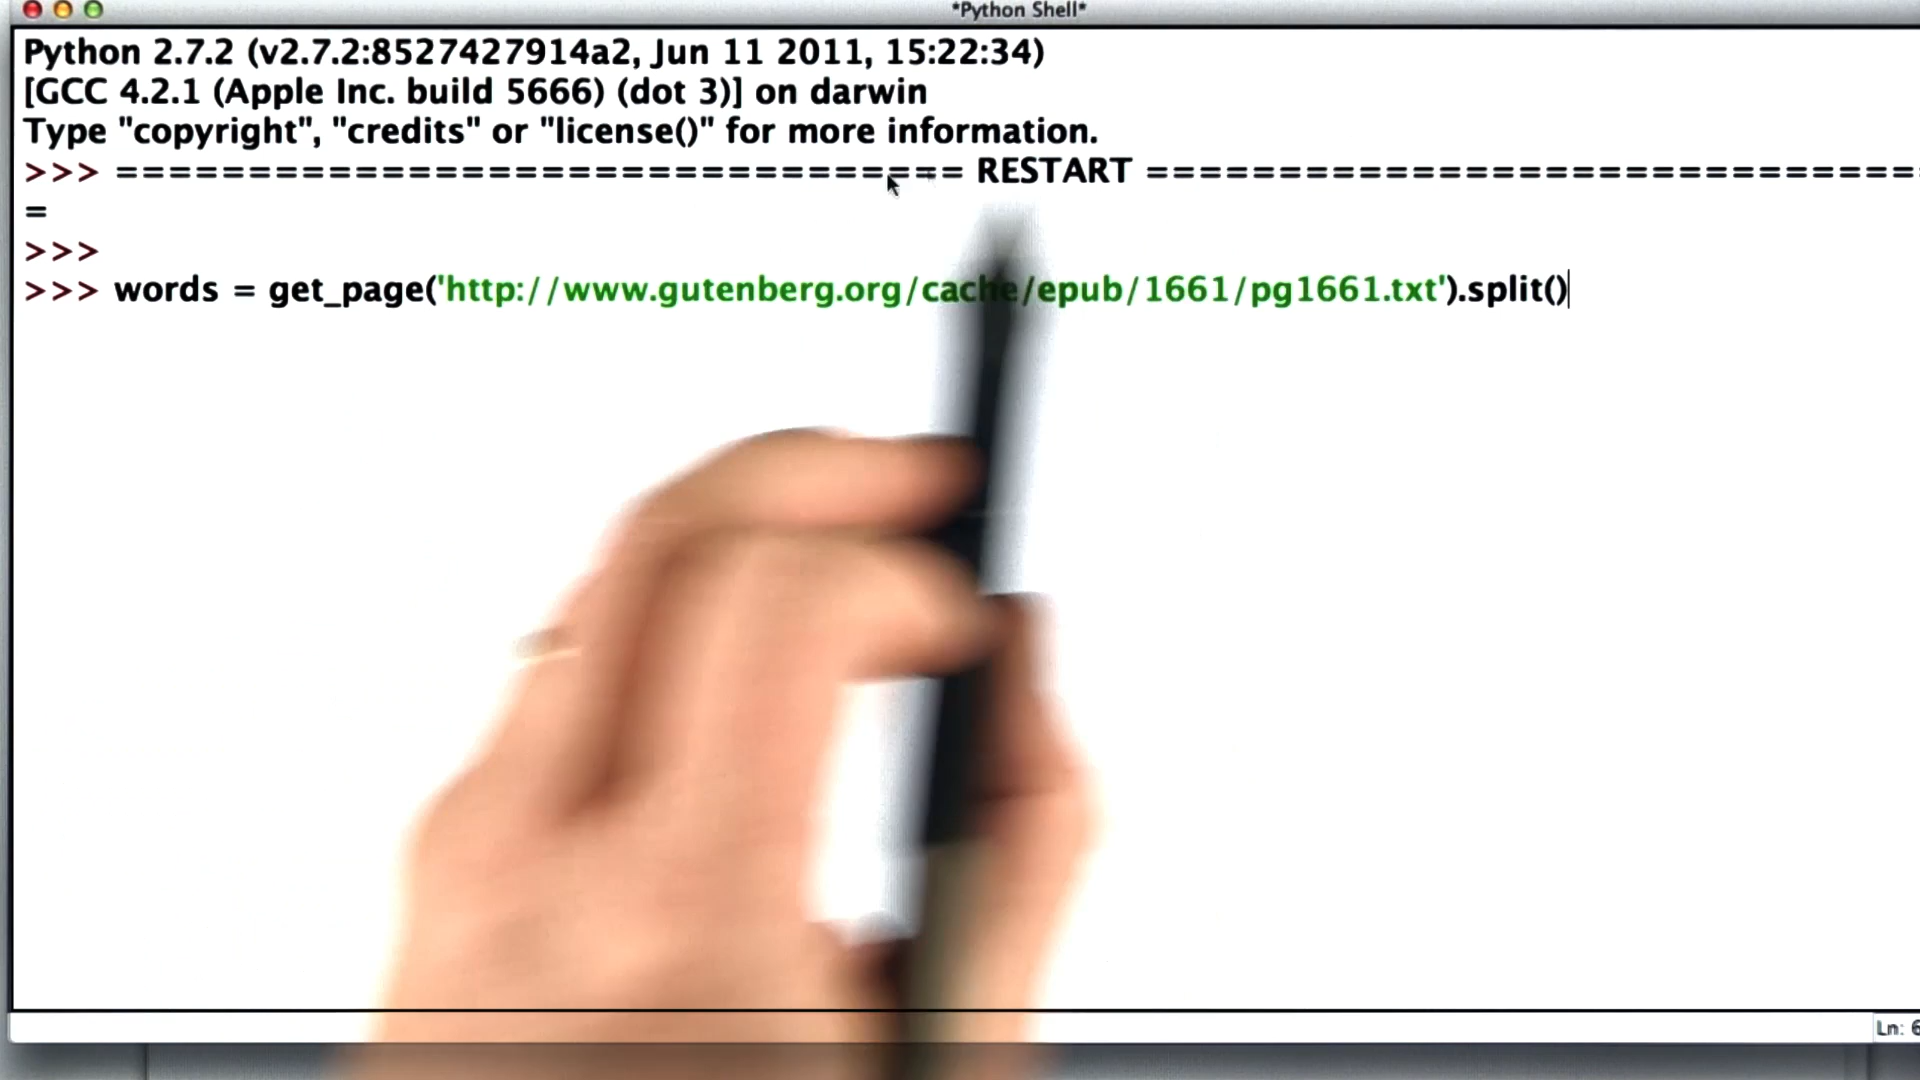 *Python Shell*
Python 2.7.2 (v2.7.2:8527427914a2, Jun 11 2011, 15:22:34)
[GCC 4.2.1 (Apple Inc. build 5666) (dot 3)] on darwin
Type "copyright", "credits" or "license()" for more information.
>>> ================================ RESTART =============================
=
>>>
>>> words = get_page('http://www.gutenberg.org/cache/epub/1661/pg1661.txt').split()
Ln: 6